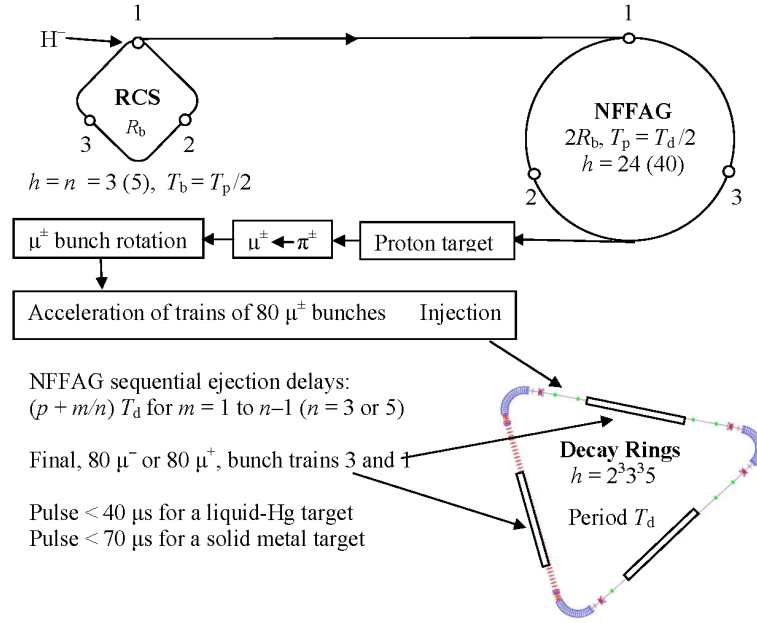 1
H⁻
RCS
R_b
3
2
h = n = 3 (5), T_b = T_p/2
1
NFFAG
2R_b, T_p = T_d/2
h = 24 (40)
2
3
μ± bunch rotation
μ± ← π±
Proton target
Acceleration of trains of 80 μ± bunches Injection
NFFAG sequential ejection delays:
(p + m/n) T_d for m = 1 to n–1 (n = 3 or 5)
Final, 80 μ⁻ or 80 μ⁺, bunch trains 3 and 1
Pulse < 40 μs for a liquid-Hg target
Pulse < 70 μs for a solid metal target
Decay Rings
h = 2³3³5
Period T_d